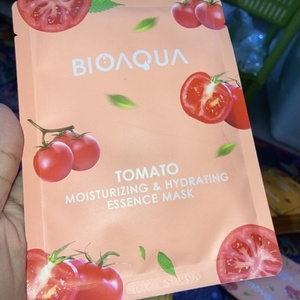 BIOAQUA
TOMATO
MOISTURIZING & HYDRATING
ESSENCE MASK